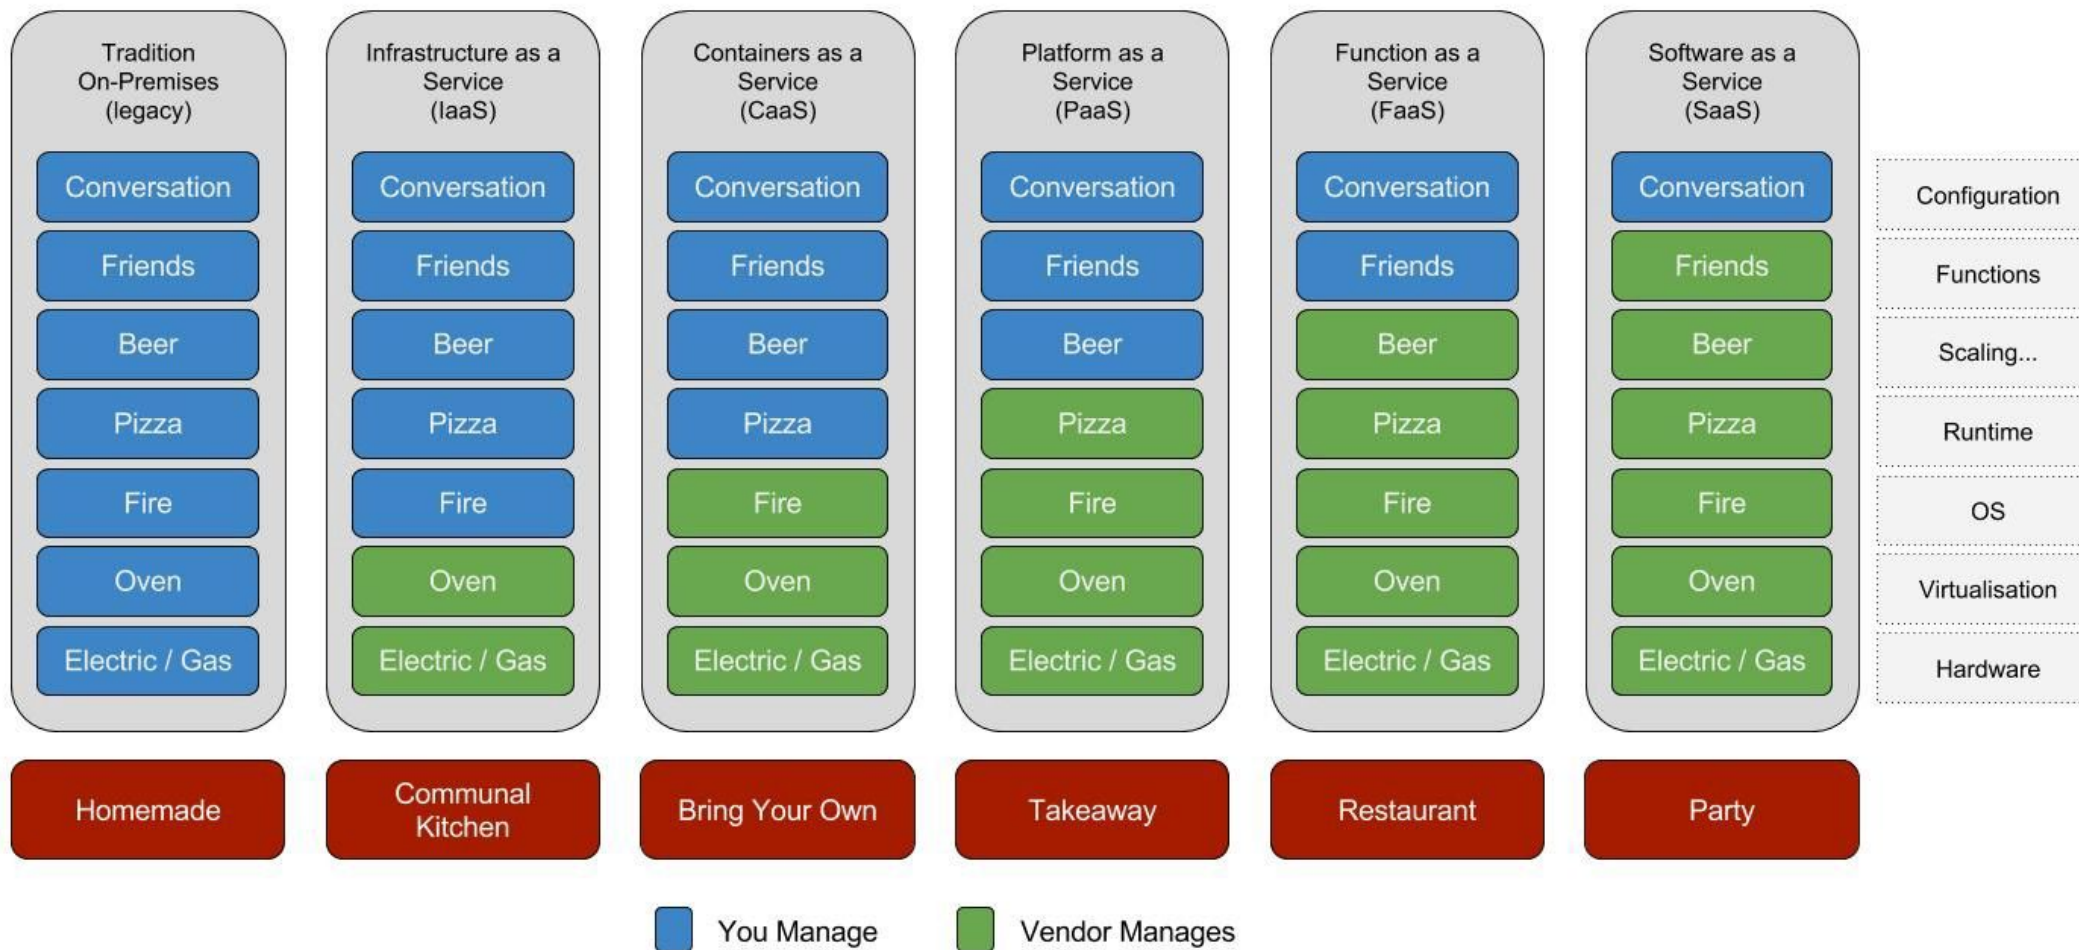 Tradition
On-Premises
(legacy)
Conversation
Friends
Beer
Pizza
Fire
Oven
Electric / Gas
Homemade
Infrastructure as a
Service
(IaaS)
Conversation
Friends
Beer
Pizza
Fire
Oven
Electric / Gas
Communal
Kitchen
Containers as a
Service
(CaaS)
Conversation
Friends
Beer
Pizza
Fire
Oven
Electric / Gas
Bring Your Own
Platform as a
Service
(PaaS)
Conversation
Friends
Beer
Pizza
Fire
Oven
Electric / Gas
Takeaway
Function as a
Service
(FaaS)
Conversation
Friends
Beer
Pizza
Fire
Oven
Electric / Gas
Restaurant
Software as a
Service
(SaaS)
Conversation
Friends
Beer
Pizza
Fire
Oven
Electric / Gas
Party
Configuration
Functions
Scaling...
Runtime
OS
Virtualisation
Hardware
You Manage
Vendor Manages